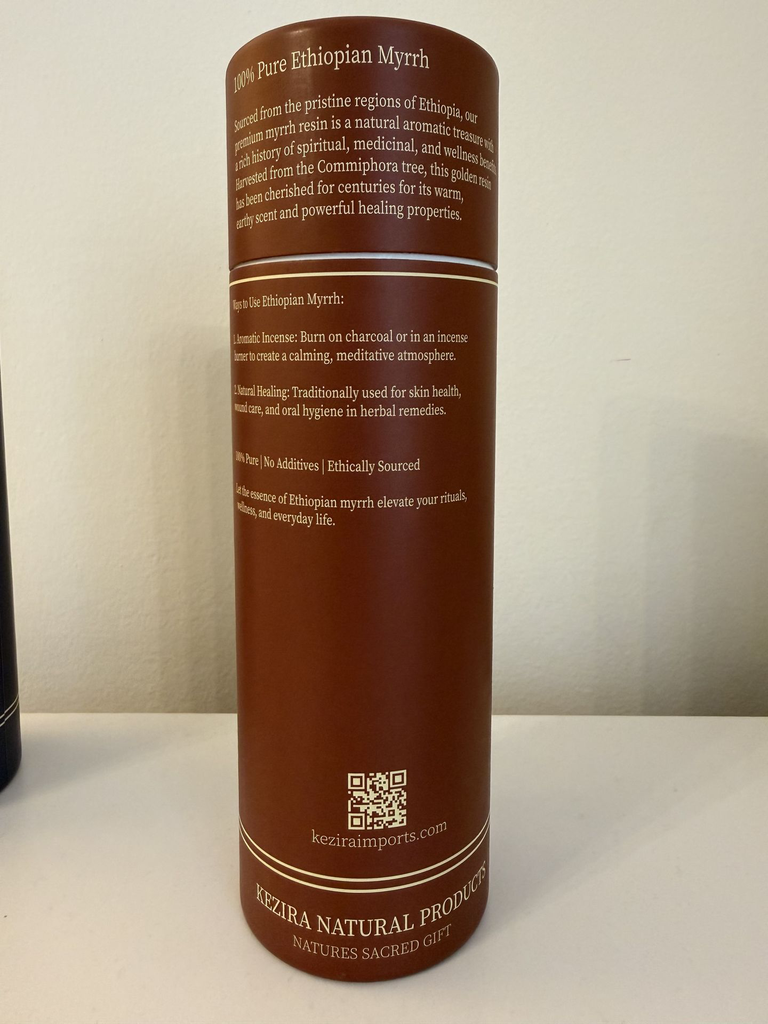 100% Pure Ethiopian Myrrh
Sourced from the pristine regions of Ethiopia, our
premium myrrh resin is a natural aromatic treasure with
a rich history of spiritual, medicinal, and wellness benefits.
Harvested from the Commiphora tree, this golden resin
has been cherished for centuries for its warm,
earthy scent and powerful healing properties.
Ways to Use Ethiopian Myrrh:
1. Aromatic Incense: Burn on charcoal or in an incense
burner to create a calming, meditative atmosphere.
2. Natural Healing: Traditionally used for skin health,
wound care, and oral hygiene in herbal remedies.
100% Pure | No Additives | Ethically Sourced
Let the essence of Ethiopian myrrh elevate your rituals,
wellness, and everyday life.
keziraimports.com
KEZIRA NATURAL PRODUCTS
NATURES SACRED GIFT